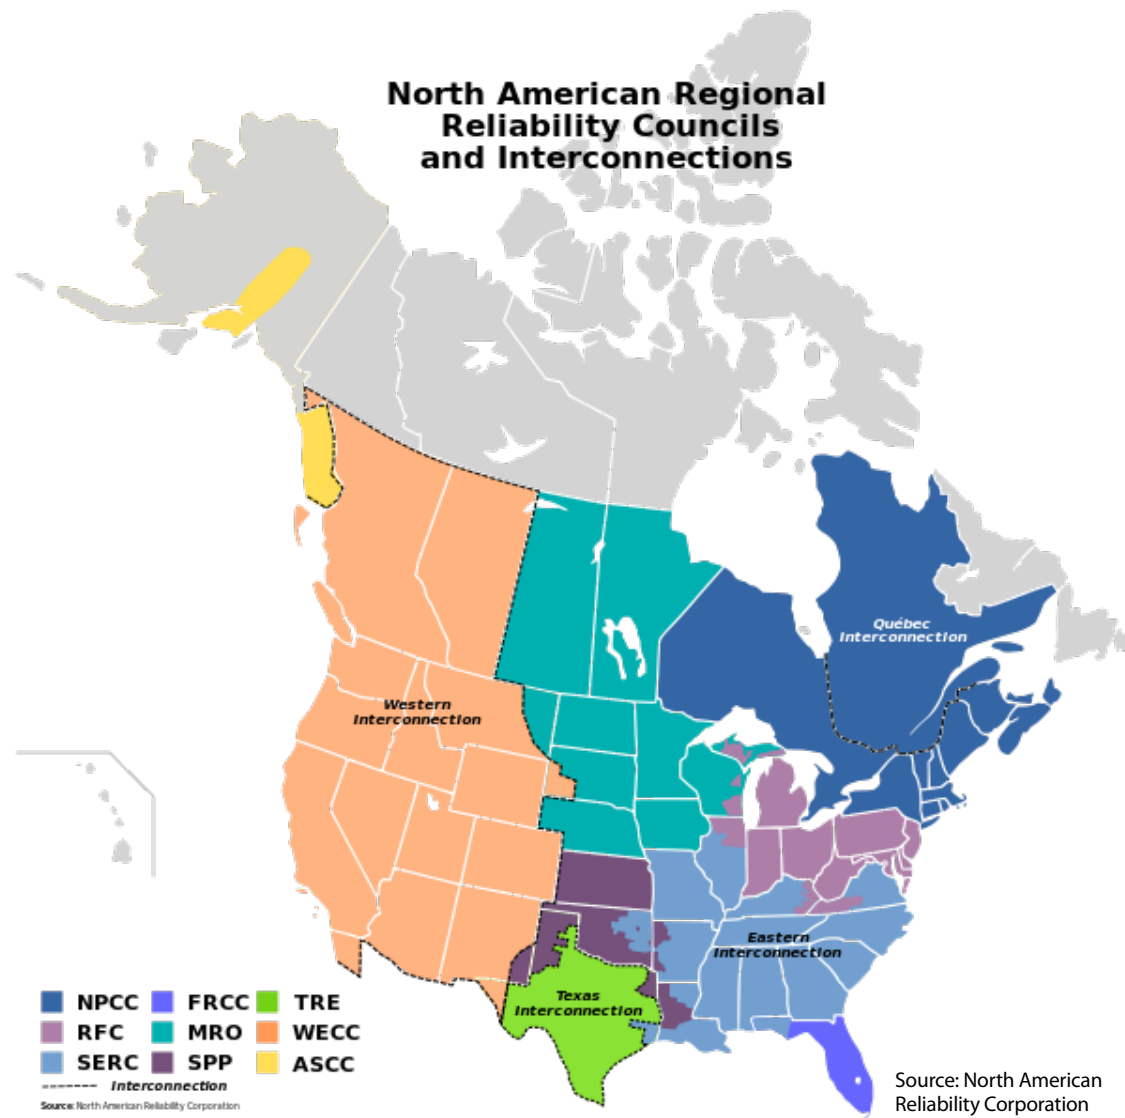 North American Regional
Reliability Councils
and Interconnections
Québec
Interconnection
Western
Interconnection
Eastern
Interconnection
Texas
Interconnection
NPCC FRCC TRE
RFC MRO WECC
SERC SPP ASCC
Interconnection
Source: North American Reliability Corporation
Source: North American
Reliability Corporation